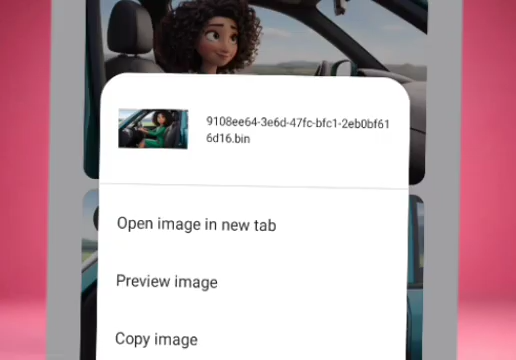 9108ee64-3e6d-47fc-bfc1-2eb0bf61
6d16.bin
Open image in new tab
Preview image
Copy image